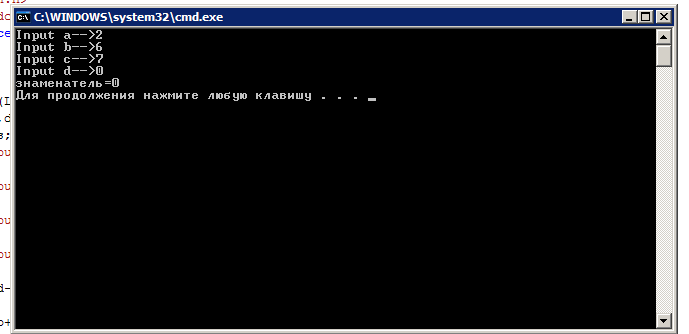 C:\WINDOWS\system32\cmd.exe
Input a-->2
Input b-->6
Input c-->7
Input d-->0
знаменатель=0
Для продолжения нажмите любую клавишу . . .